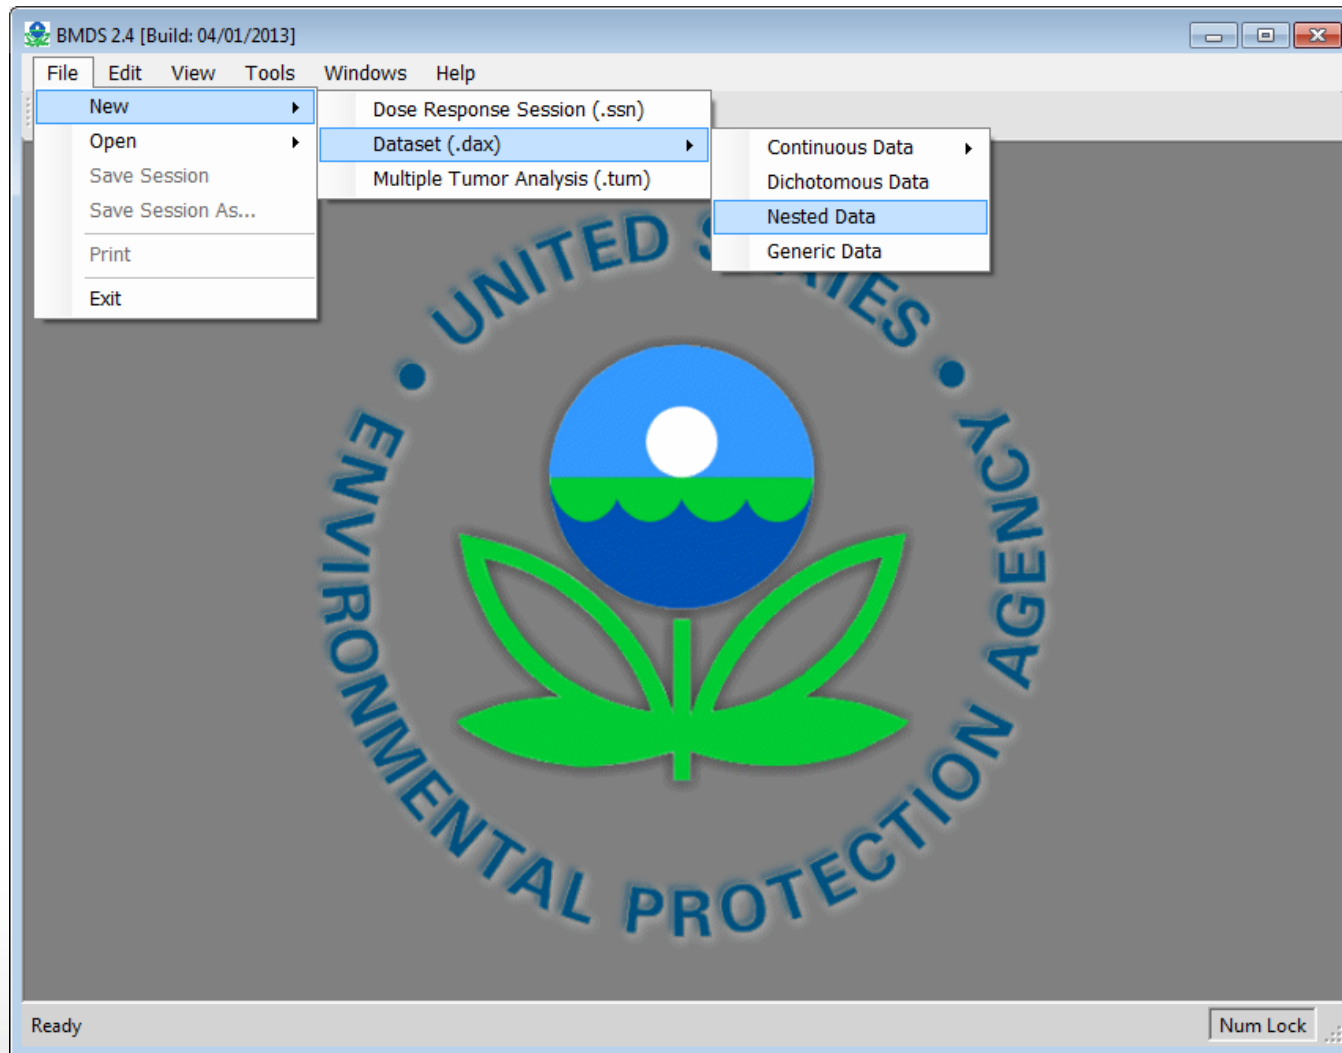 BMDS 2.4 [Build: 04/01/2013]
File Edit View Tools Windows Help
New
Open
Save Session
Save Session As...
Print
Exit
Dose Response Session (.ssn)
Dataset (.dax)
Multiple Tumor Analysis (.tum)
Continuous Data
Dichotomous Data
Nested Data
Generic Data
UNITED STATES
ENVIRONMENTAL PROTECTION AGENCY
Ready Num Lock